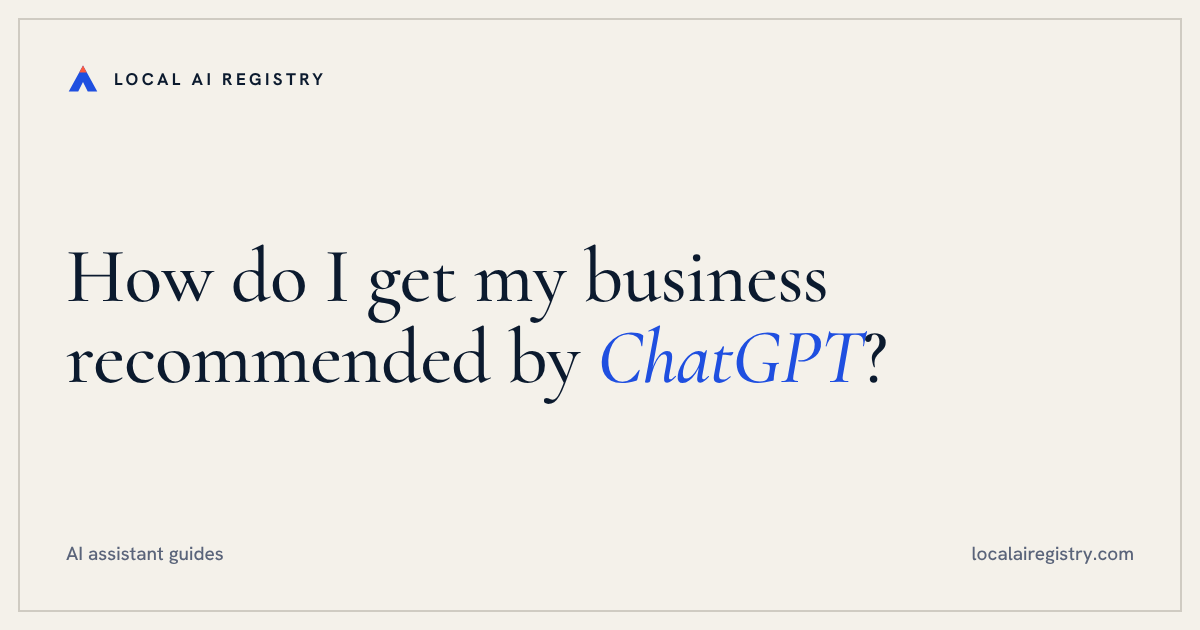 LOCAL AI REGISTRY
How do I get my business
recommended by ChatGPT?
AI assistant guides
localairegistry.com